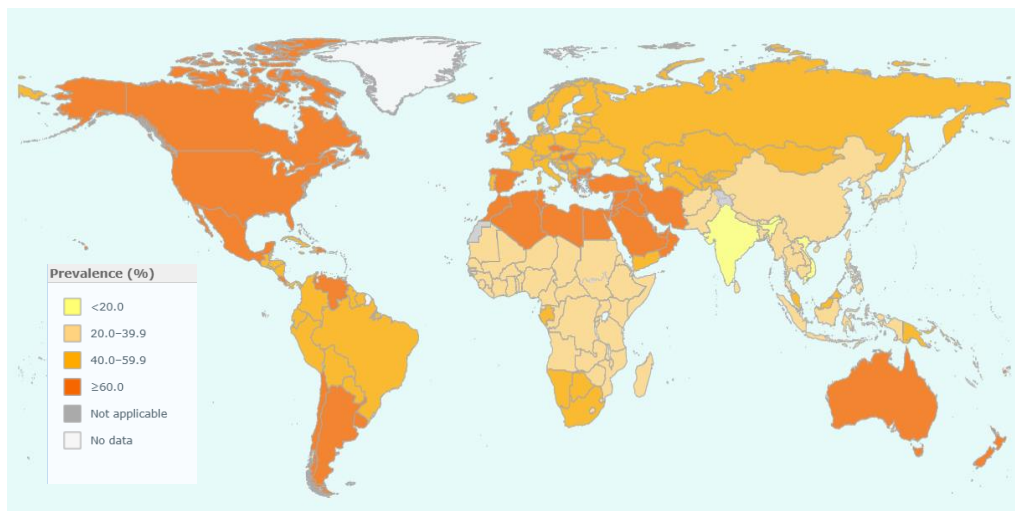 Prevalence (%)
<20.0
20.0–39.9
40.0–59.9
≥60.0
Not applicable
No data